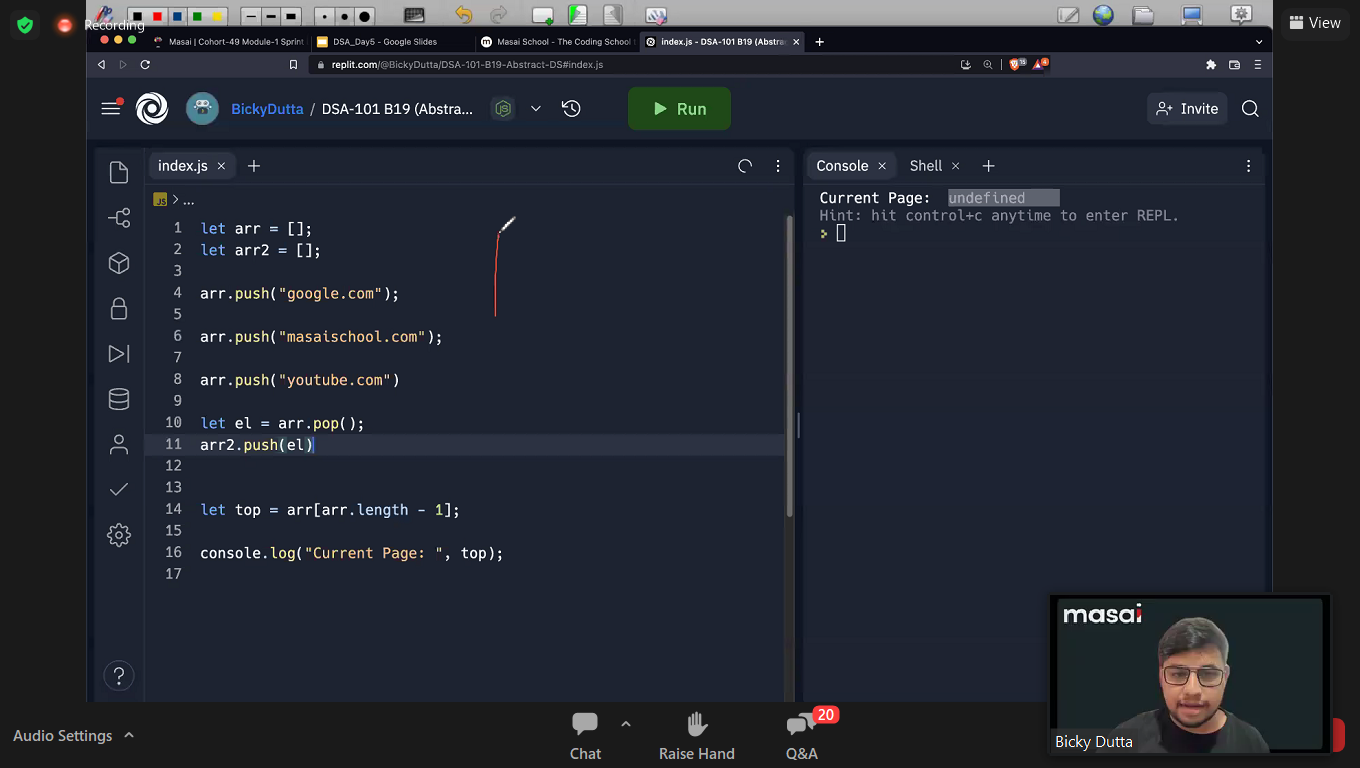 Recording
View
Masai | Cohort-49 Module-1 Sprint
DSA_Day5 - Google Slides
Masai School - The Coding School
index.js - DSA-101 B19 (Abstrac
replit.com/@BickyDutta/DSA-101-B19-Abstract-DS#index.js
15
4
BickyDutta / DSA-101 B19 (Abstra...
Run
Invite
index.js
Console
Shell
JS > ...
1 let arr = [];
2 let arr2 = [];
3
4 arr.push("google.com");
5
6 arr.push("masaischool.com");
7
8 arr.push("youtube.com")
9
10 let el = arr.pop();
11 arr2.push(el)
12
13
14 let top = arr[arr.length - 1];
15
16 console.log("Current Page: ", top);
17
Current Page: undefined
Hint: hit control+c anytime to enter REPL.
masai
Bicky Dutta
Audio Settings
Chat
Raise Hand
Q&A
20